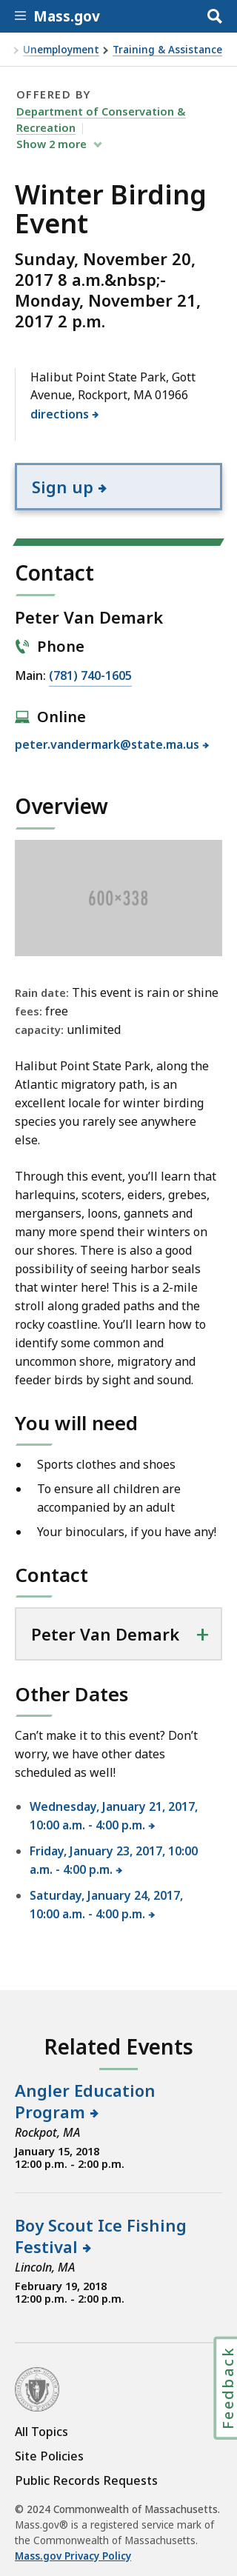 Mass.gov
Unemployment > Training & Assistance
OFFERED BY
Department of Conservation &
Recreation
Show 2 more
Winter Birding
Event
Sunday, November 20,
2017 8 a.m.&nbsp;-
Monday, November 21,
2017 2 p.m.
Halibut Point State Park, Gott
Avenue, Rockport, MA 01966
directions
Sign up
Contact
Peter Van Demark
Phone
Main: (781) 740-1605
Online
peter.vandermark@state.ma.us
Overview
600×338
Rain date: This event is rain or shine
fees: free
capacity: unlimited
Halibut Point State Park, along the
Atlantic migratory path, is an
excellent locale for winter birding
species you rarely see anywhere
else.
Through this event, you’ll learn that
harlequins, scoters, eiders, grebes,
mergansers, loons, gannets and
many more spend their winters on
our shores. There is also a good
possibility of seeing harbor seals
that winter here! This is a 2-mile
stroll along graded paths and the
rocky coastline. You’ll learn how to
identify some common and
uncommon shore, migratory and
feeder birds by sight and sound.
You will need
• Sports clothes and shoes
• To ensure all children are
accompanied by an adult
• Your binoculars, if you have any!
Contact
Peter Van Demark +
Other Dates
Can’t make it to this event? Don’t
worry, we have other dates
scheduled as well!
• Wednesday, January 21, 2017,
10:00 a.m. - 4:00 p.m.
• Friday, January 23, 2017, 10:00
a.m. - 4:00 p.m.
• Saturday, January 24, 2017,
10:00 a.m. - 4:00 p.m.
Related Events
Angler Education
Program
Rockpot, MA
January 15, 2018
12:00 p.m. - 2:00 p.m.
Boy Scout Ice Fishing
Festival
Lincoln, MA
February 19, 2018
12:00 p.m. - 2:00 p.m.
Feedback
All Topics
Site Policies
Public Records Requests
© 2024 Commonwealth of Massachusetts.
Mass.gov® is a registered service mark of
the Commonwealth of Massachusetts.
Mass.gov Privacy Policy